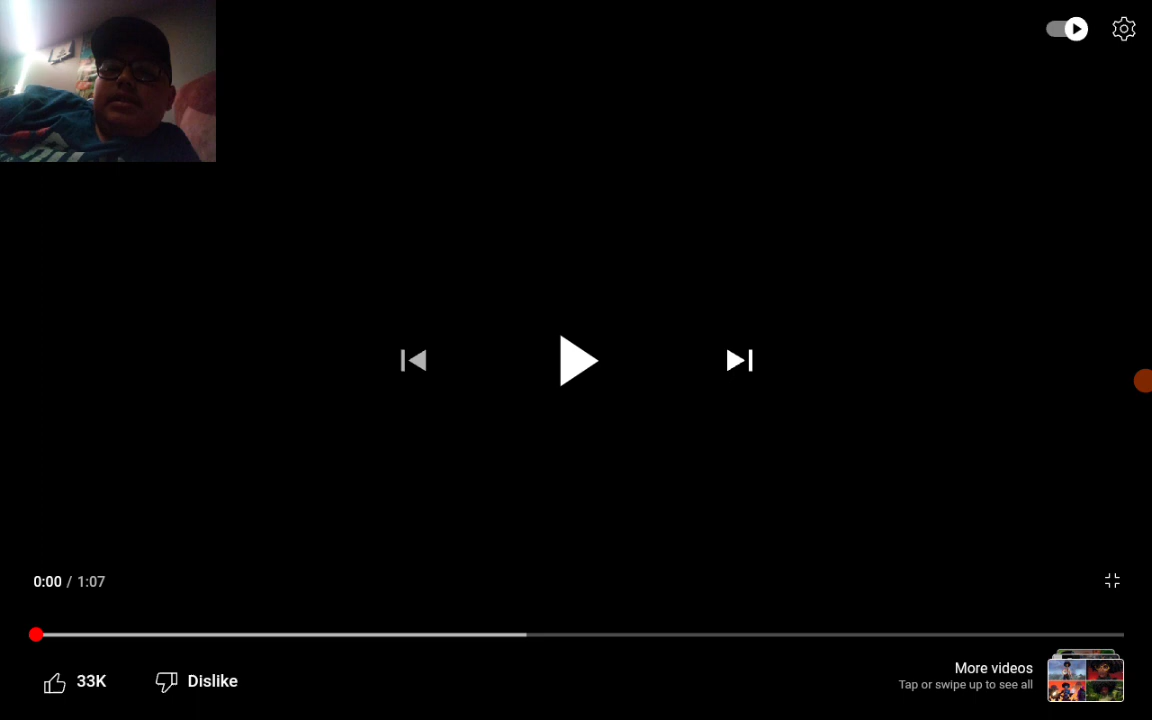 0:00 / 1:07
33K
Dislike
More videos
Tap or swipe up to see all